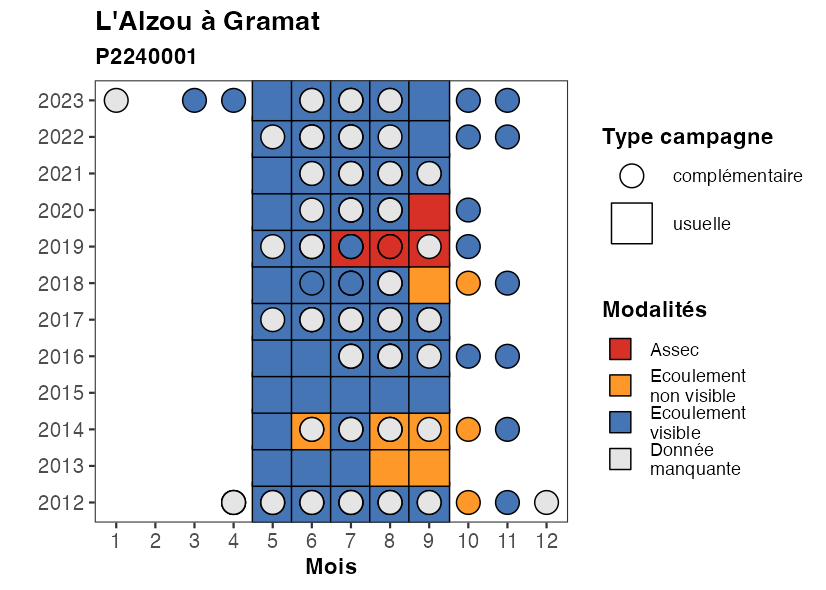 L'Alzou à Gramat
P2240001
2023
2022
2021
2020
2019
2018
2017
2016
2015
2014
2013
2012
1 2 3 4 5 6 7 8 9 10 11 12
Mois
Type campagne
complémentaire
usuelle
Modalités
Assec
Ecoulement
non visible
Ecoulement
visible
Donnée
manquante